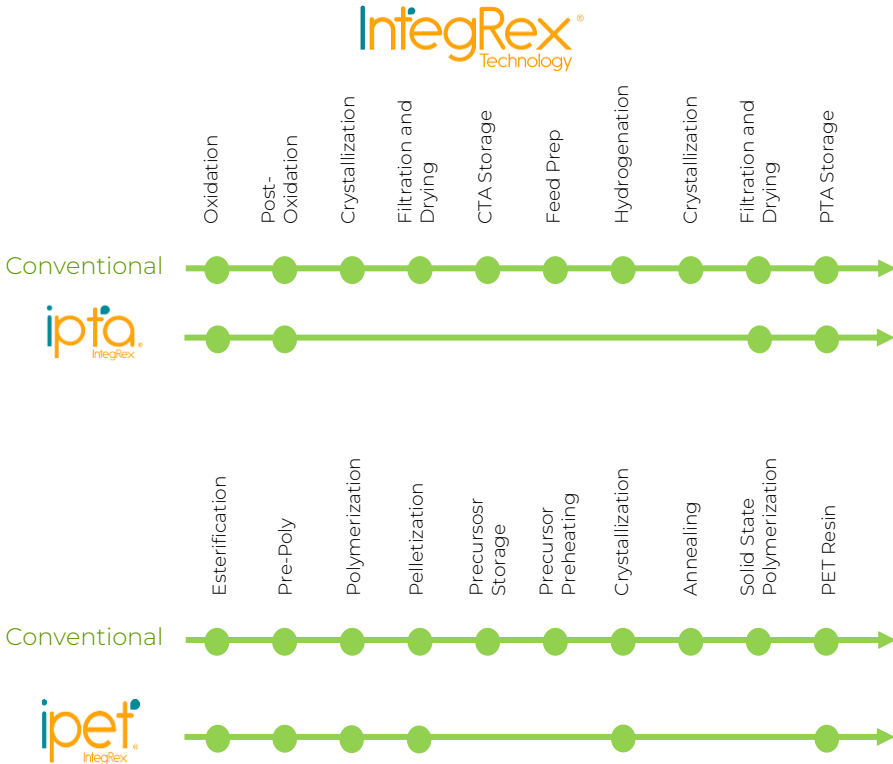 IntegRex®
Technology
Oxidation
Post-
Oxidation
Crystallization
Filtration and
Drying
CTA Storage
Feed Prep
Hydrogenation
Crystallization
Filtration and
Drying
PTA Storage
Conventional
ipta®
IntegRex
Esterification
Pre-Poly
Polymerization
Pelletization
Precursosr
Storage
Precursor
Preheating
Crystallization
Annealing
Solid State
Polymerization
PET Resin
Conventional
ipet®
IntegRex